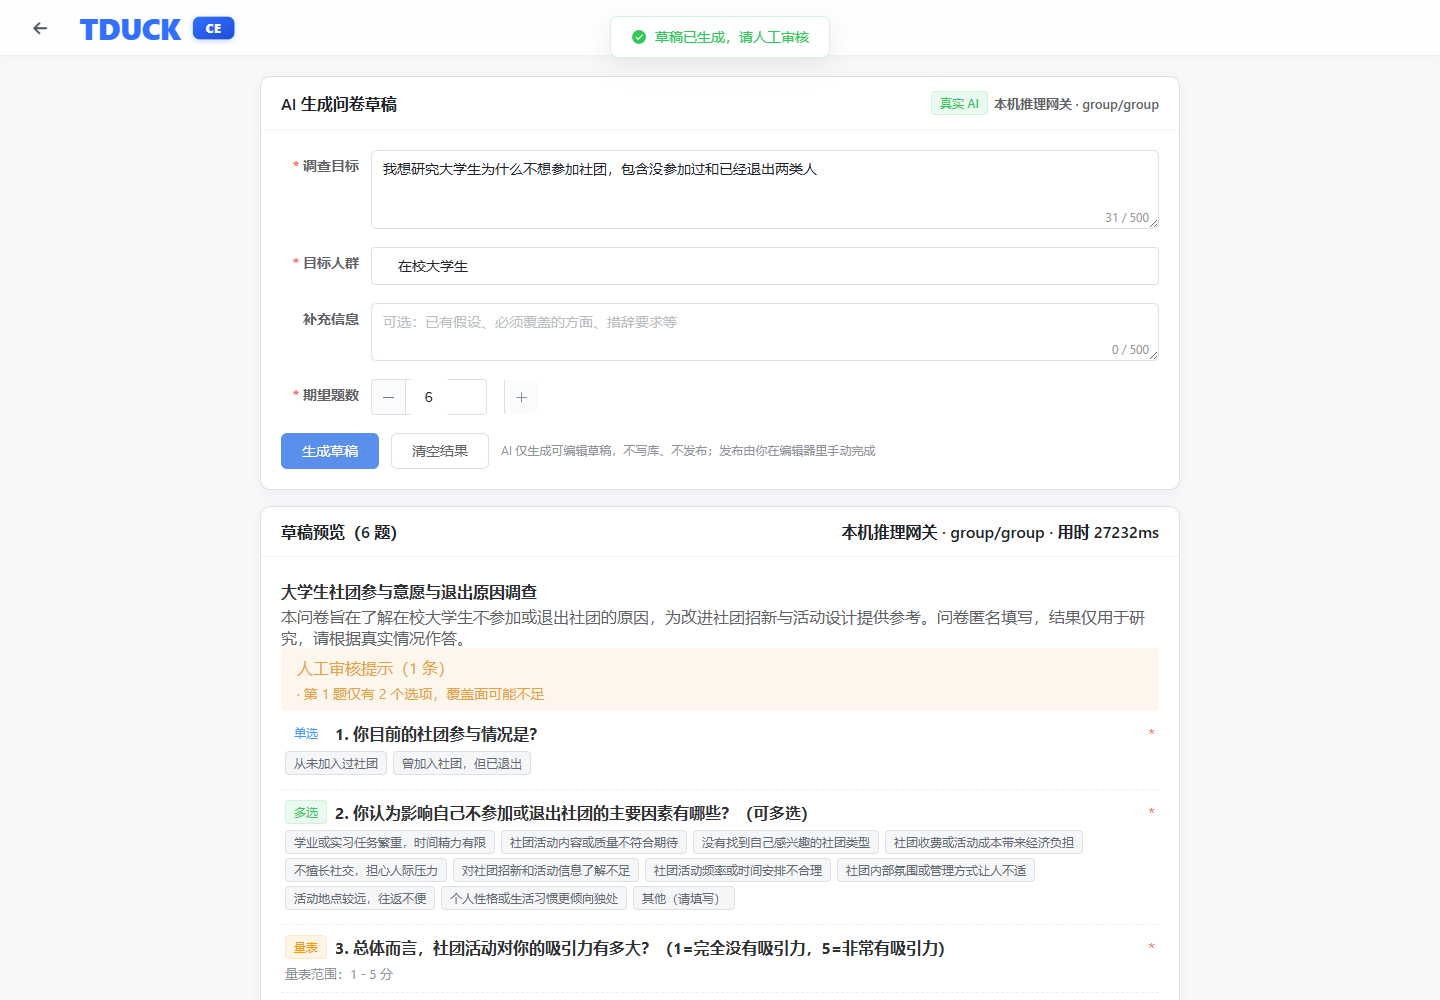 TDUCK CE
草稿已生成，请人工审核
AI 生成问卷草稿
真实 AI 本机推理网关 · group/group
* 调查目标
我想研究大学生为什么不想参加社团，包含没参加过和已经退出两类人
31 / 500
* 目标人群
在校大学生
补充信息
可选：已有假设、必须覆盖的方面、措辞要求等
0 / 500
* 期望题数
6
生成草稿
清空结果
AI 仅生成可编辑草稿，不写库、不发布；发布由你在编辑器里手动完成
草稿预览（6 题）
本机推理网关 · group/group · 用时 27232ms
大学生社团参与意愿与退出原因调查
本问卷旨在了解在校大学生不参加或退出社团的原因，为改进社团招新与活动设计提供参考。问卷匿名填写，结果仅用于研
究，请根据真实情况作答。
人工审核提示（1 条）
· 第 1 题仅有 2 个选项，覆盖面可能不足
单选 1. 你目前的社团参与情况是？ *
从未加入过社团 曾加入社团，但已退出
多选 2. 你认为影响自己不参加或退出社团的主要因素有哪些？（可多选） *
学业或实习任务繁重，时间精力有限 社团活动内容或质量不符合期待 没有找到自己感兴趣的社团类型 社团收费或活动成本带来经济负担
不擅长社交，担心人际压力 对社团招新和活动信息了解不足 社团活动频率或时间安排不合理 社团内部氛围或管理方式让人不适
活动地点较远，往返不便 个人性格或生活习惯更倾向独处 其他（请填写）
量表 3. 总体而言，社团活动对你的吸引力有多大？（1=完全没有吸引力，5=非常有吸引力） *
量表范围：1 - 5 分